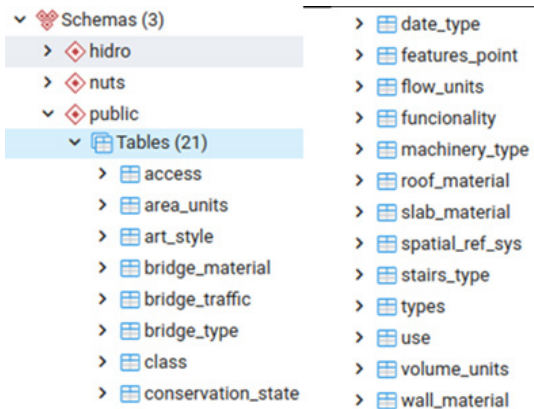 Schemas (3)
hidro
nuts
public
Tables (21)
access
area_units
art_style
bridge_material
bridge_traffic
bridge_type
class
conservation_state
date_type
features_point
flow_units
funcionality
machinery_type
roof_material
slab_material
spatial_ref_sys
stairs_type
types
use
volume_units
wall_material